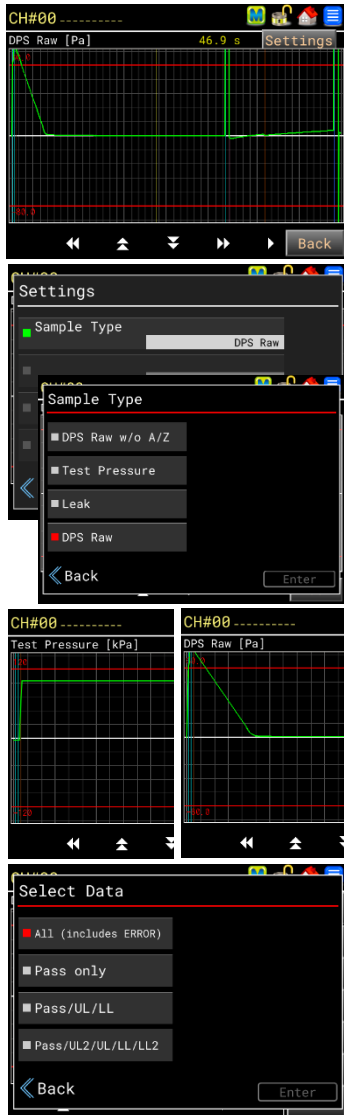 CH#00 ----------
M
DPS Raw [Pa] 46.9 s Settings
80.0
Back
Settings
Sample Type
DPS Raw
Sample Type
DPS Raw w/o A/Z
Test Pressure
Leak
DPS Raw
Back
Enter
CH#00 ----------
Test Pressure [kPa]
CH#00 ----------
DPS Raw [Pa]
Select Data
All (includes ERROR)
Pass only
Pass/UL/LL
Pass/UL2/UL/LL/LL2
Back
Enter